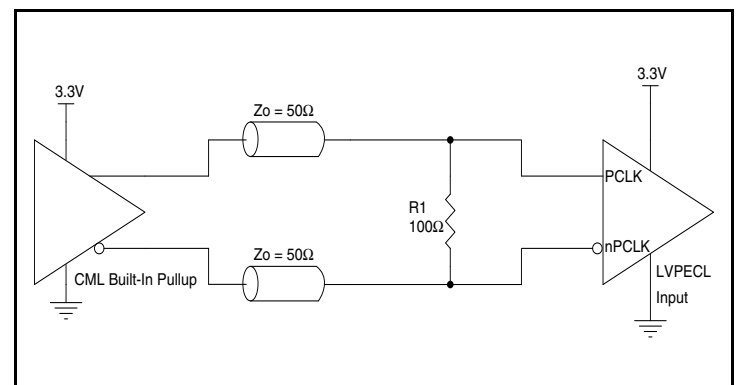 3.3V
3.3V
Zo = 50Ω
PCLK
R1
100Ω
nPCLK
Zo = 50Ω
CML Built-In Pullup
LVPECL
Input